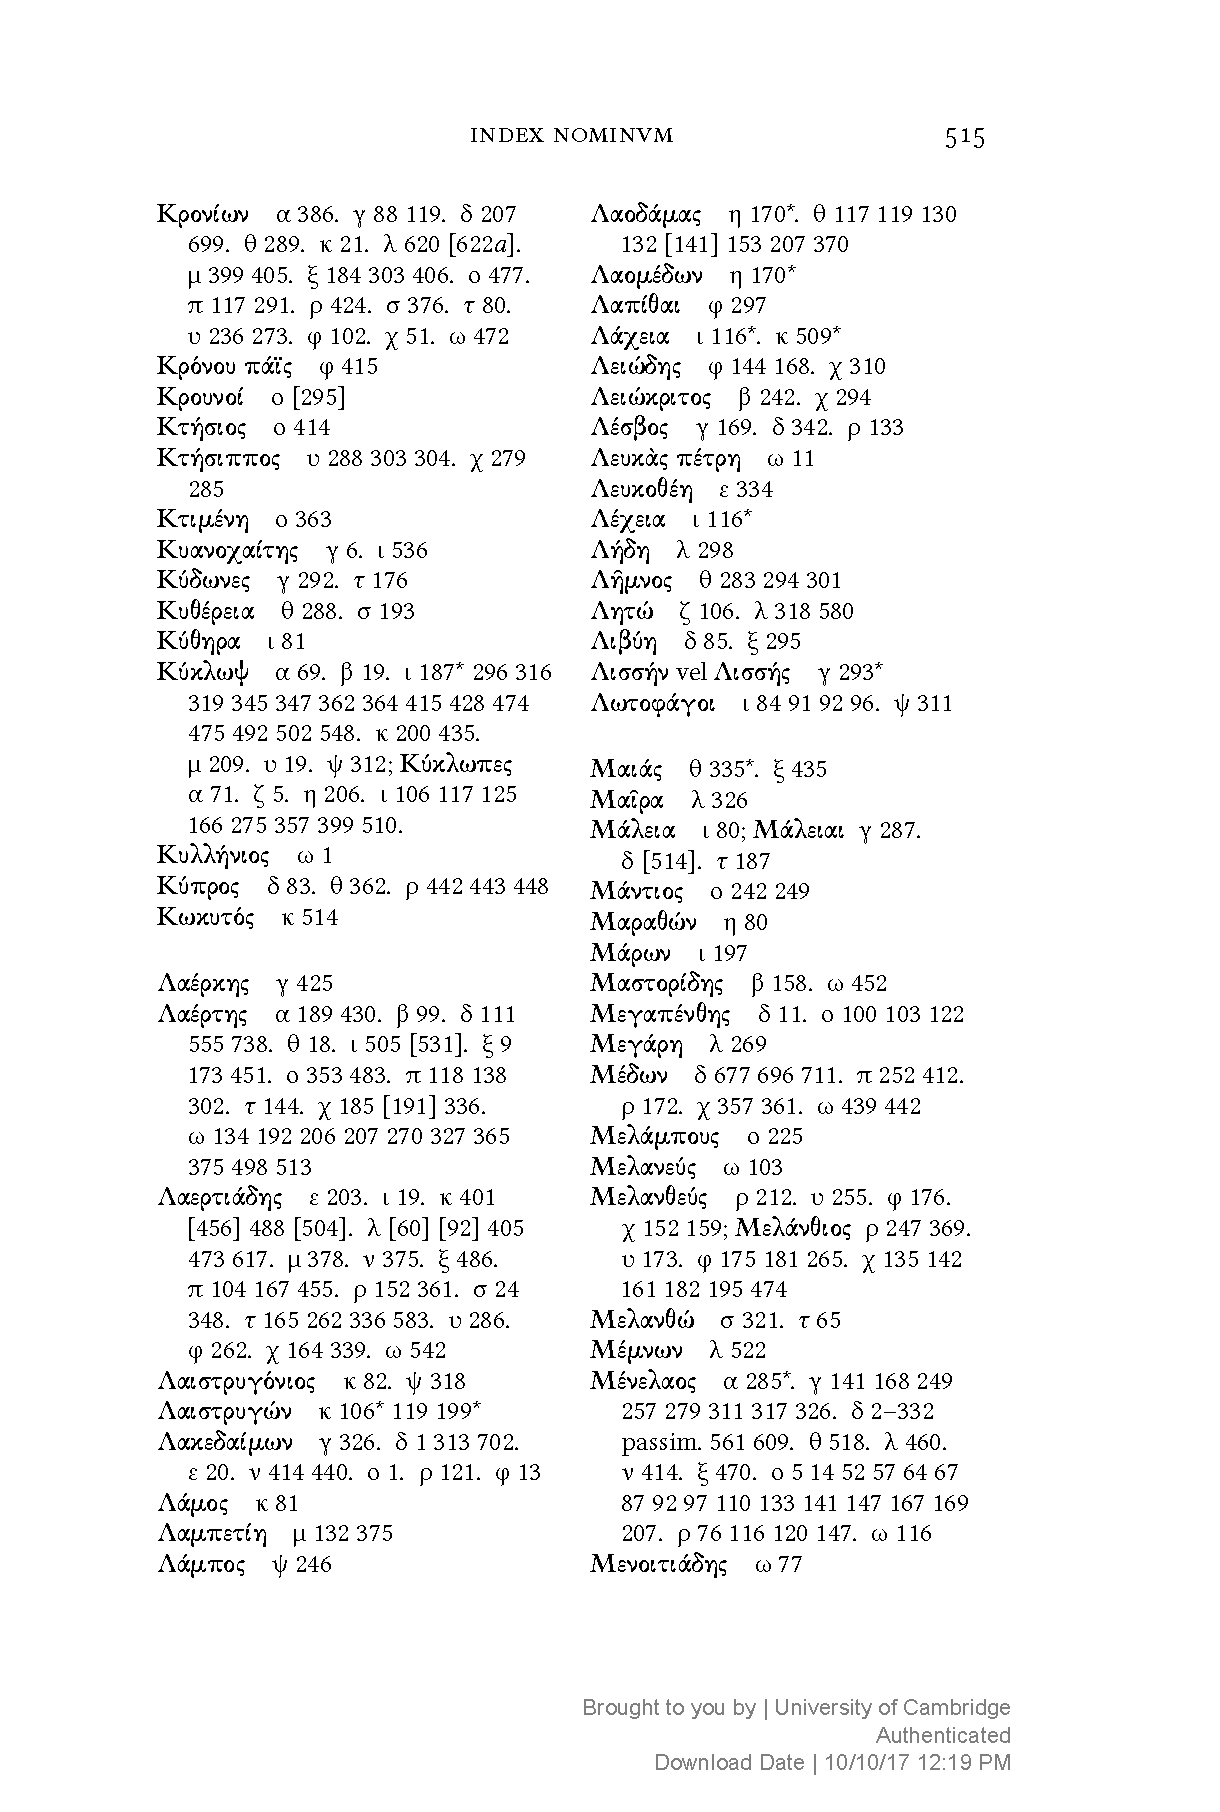 INDEX NOMINVM 515
Κρονίων α 386. γ 88 119. δ 207
699. θ 289. κ 21. λ 620 [622a].
μ 399 405. ξ 184 303 406. ο 477.
π 117 291. ρ 424. σ 376. τ 80.
υ 236 273. φ 102. χ 51. ω 472
Κρόνου πάϊς φ 415
Κρουνοί ο [295]
Κτήσιος ο 414
Κτήσιππος υ 288 303 304. χ 279
285
Κτιμένη ο 363
Κυανοχαίτης γ 6. ι 536
Κύδωνες γ 292. τ 176
Κυθέρεια θ 288. σ 193
Κύθηρα ι 81
Κύκλωψ α 69. β 19. ι 187* 296 316
319 345 347 362 364 415 428 474
475 492 502 548. κ 200 435.
μ 209. υ 19. ψ 312; Κύκλωπες
α 71. ζ 5. η 206. ι 106 117 125
166 275 357 399 510.
Κυλλήνιος ω 1
Κύπρος δ 83. θ 362. ρ 442 443 448
Κωκυτός κ 514
Λαέρκης γ 425
Λαέρτης α 189 430. β 99. δ 111
555 738. θ 18. ι 505 [531]. ξ 9
173 451. ο 353 483. π 118 138
302. τ 144. χ 185 [191] 336.
ω 134 192 206 207 270 327 365
375 498 513
Λαερτιάδης ε 203. ι 19. κ 401
[456] 488 [504]. λ [60] [92] 405
473 617. μ 378. ν 375. ξ 486.
π 104 167 455. ρ 152 361. σ 24
348. τ 165 262 336 583. υ 286.
φ 262. χ 164 339. ω 542
Λαιστρυγόνιος κ 82. ψ 318
Λαιστρυγών κ 106* 119 199*
Λακεδαίμων γ 326. δ 1 313 702.
ε 20. ν 414 440. ο 1. ρ 121. φ 13
Λάμος κ 81
Λαμπετίη μ 132 375
Λάμπος ψ 246
Λαοδάμας η 170*. θ 117 119 130
132 [141] 153 207 370
Λαομέδων η 170*
Λαπίθαι φ 297
Λάχεια ι 116*. κ 509*
Λειώδης φ 144 168. χ 310
Λειώκριτος β 242. χ 294
Λέσβος γ 169. δ 342. ρ 133
Λευκὰς πέτρη ω 11
Λευκοθέη ε 334
Λέχεια ι 116*
Λήδη λ 298
Λῆμνος θ 283 294 301
Λητώ ζ 106. λ 318 580
Λιβύη δ 85. ξ 295
Λισσήν vel Λισσής γ 293*
Λωτοφάγοι ι 84 91 92 96. ψ 311
Μαιάς θ 335*. ξ 435
Μαῖρα λ 326
Μάλεια ι 80; Μάλειαι γ 287.
δ [514]. τ 187
Μάντιος ο 242 249
Μαραθών η 80
Μάρων ι 197
Μαστορίδης β 158. ω 452
Μεγαπένθης δ 11. ο 100 103 122
Μεγάρη λ 269
Μέδων δ 677 696 711. π 252 412.
ρ 172. χ 357 361. ω 439 442
Μελάμπους ο 225
Μελανεύς ω 103
Μελανθεύς ρ 212. υ 255. φ 176.
χ 152 159; Μελάνθιος ρ 247 369.
υ 173. φ 175 181 265. χ 135 142
161 182 195 474
Μελανθώ σ 321. τ 65
Μέμνων λ 522
Μένελαος α 285*. γ 141 168 249
257 279 311 317 326. δ 2–332
passim. 561 609. θ 518. λ 460.
ν 414. ξ 470. ο 5 14 52 57 64 67
87 92 97 110 133 141 147 167 169
207. ρ 76 116 120 147. ω 116
Μενοιτιάδης ω 77
Brought to you by | University of Cambridge
Authenticated
Download Date | 10/10/17 12:19 PM